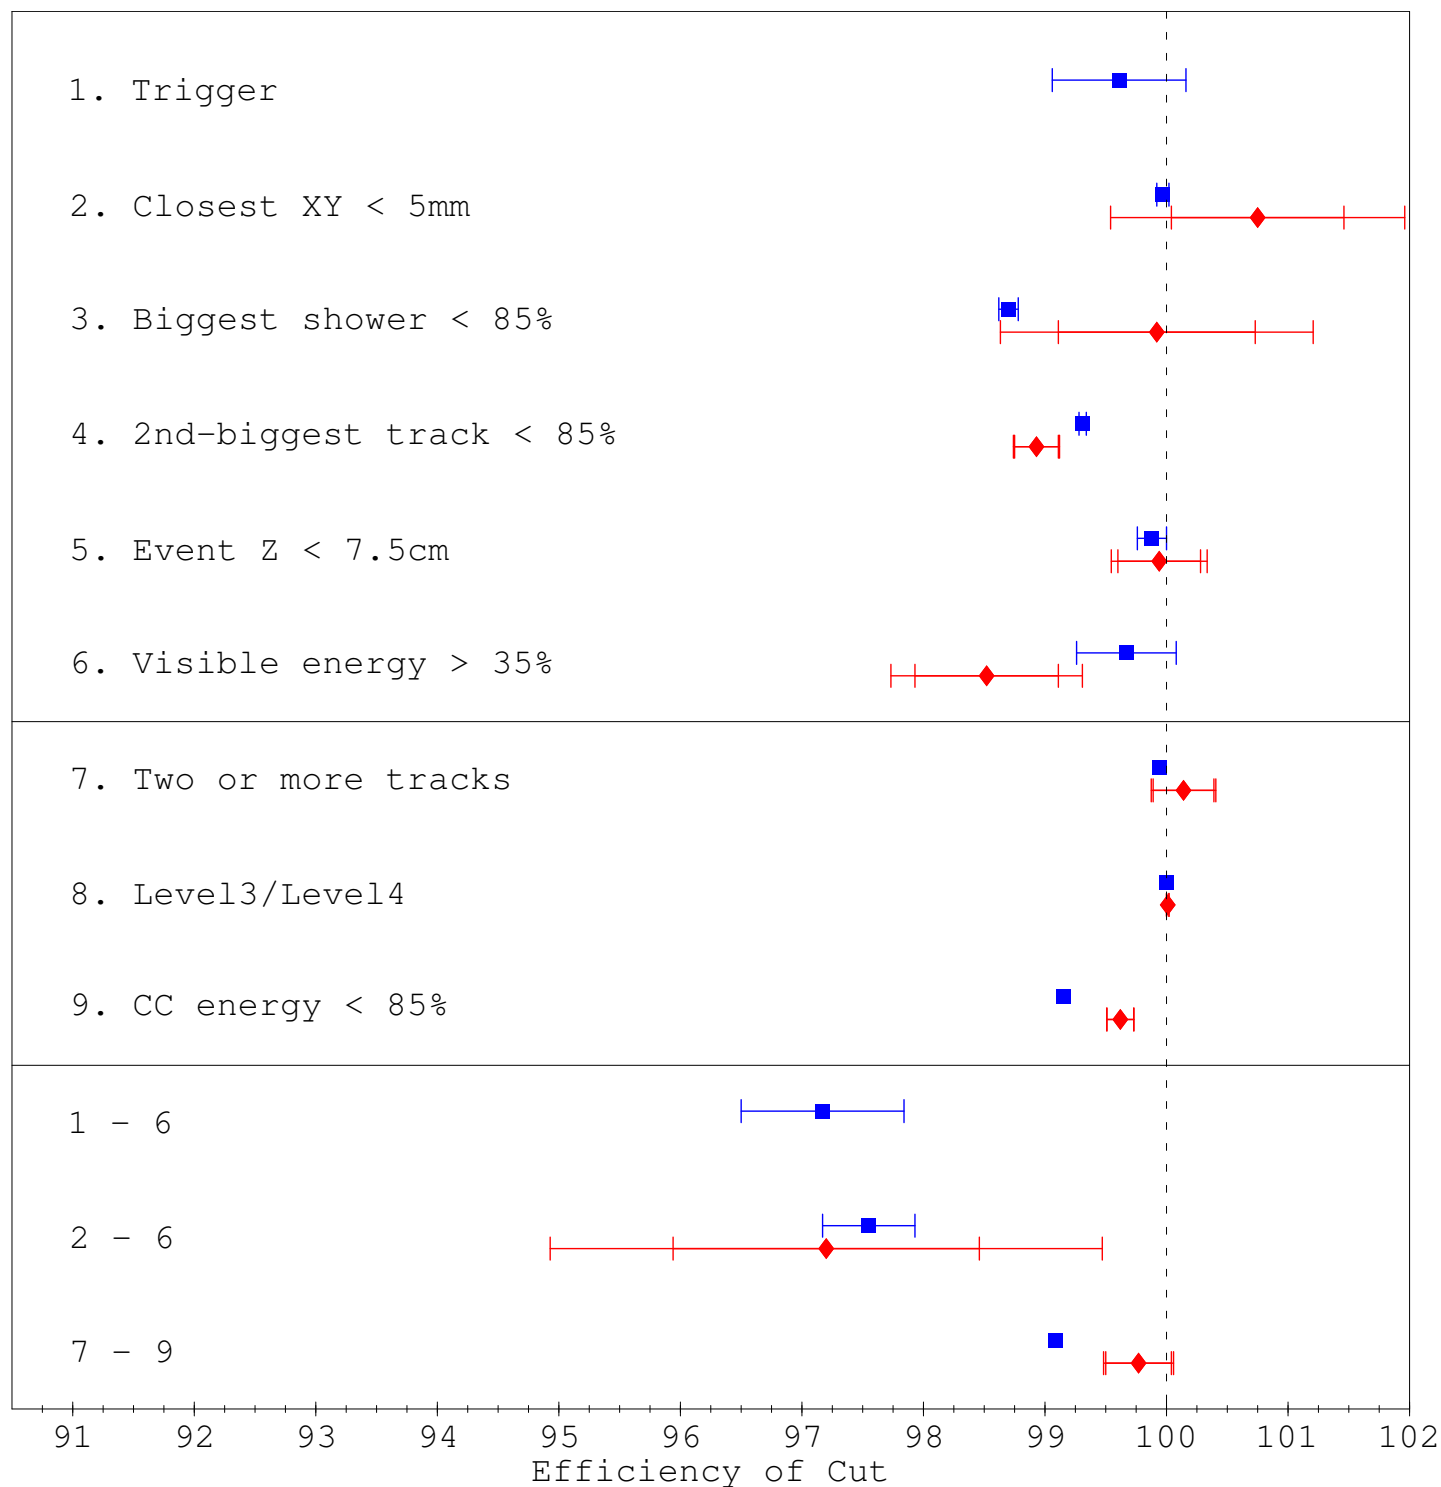 1. Trigger
2. Closest XY < 5mm
3. Biggest shower < 85%
4. 2nd-biggest track < 85%
5. Event Z < 7.5cm
6. Visible energy > 35%
7. Two or more tracks
8. Level3/Level4
9. CC energy < 85%
1 - 6
2 - 6
7 - 9
91 92 93 94 95 96 97 98 99 100 101 102
Efficiency of Cut